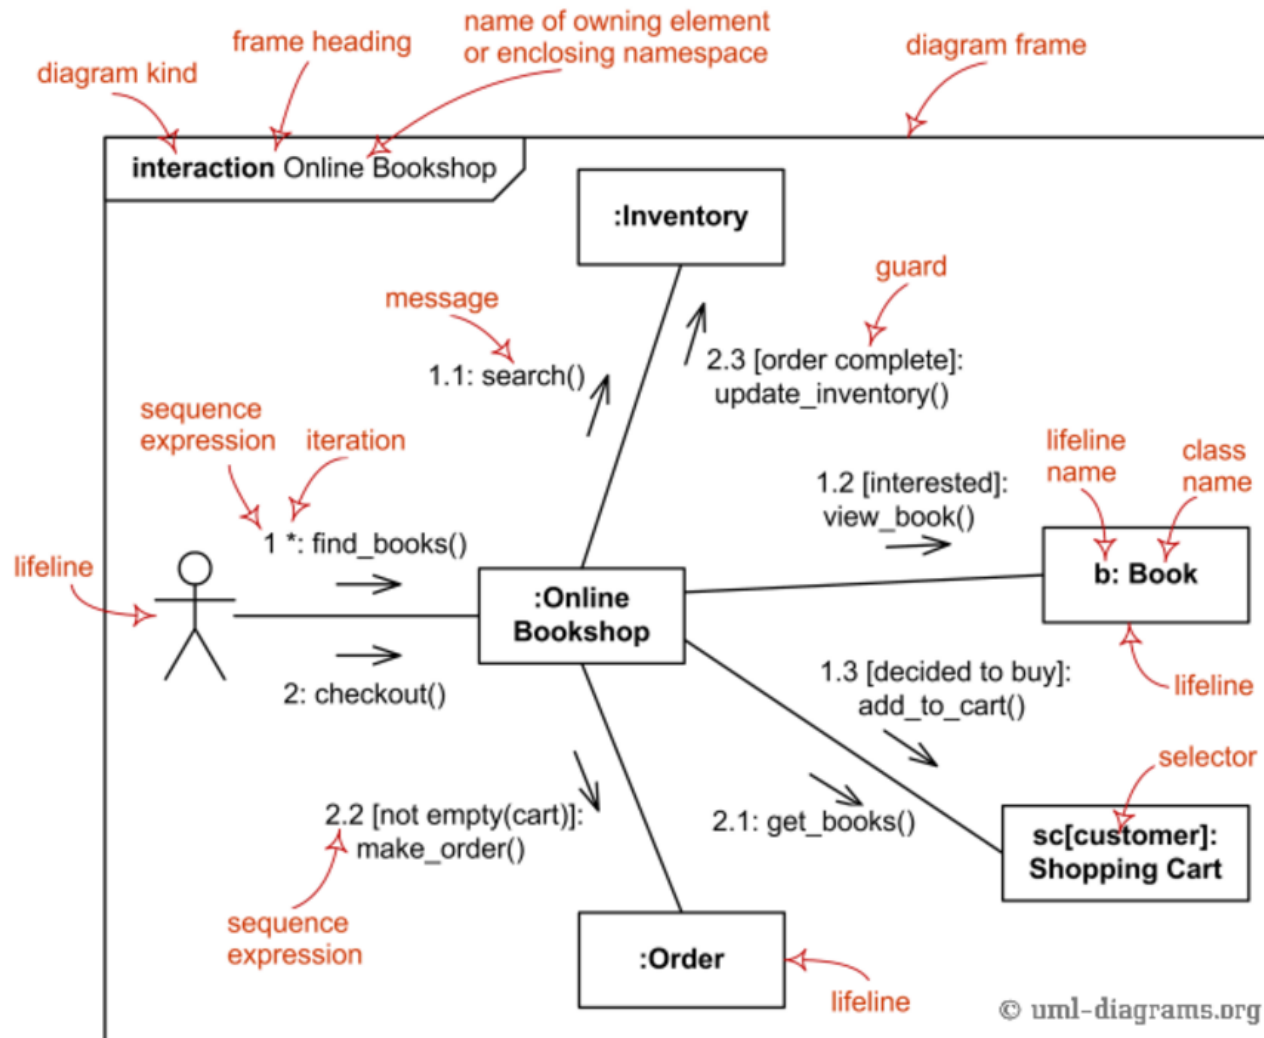 name of owning element
or enclosing namespace
frame heading
diagram frame
diagram kind
interaction Online Bookshop
:Inventory
guard
message
2.3 [order complete]:
update_inventory()
1.1: search()
sequence
expression
iteration
lifeline
name
class
name
1.2 [interested]:
view_book()
1 *: find_books()
lifeline
b: Book
:Online
Bookshop
1.3 [decided to buy]:
add_to_cart()
lifeline
2: checkout()
selector
2.2 [not empty(cart)]:
make_order()
2.1: get_books()
sc[customer]:
Shopping Cart
sequence
expression
:Order
lifeline
© uml-diagrams.org